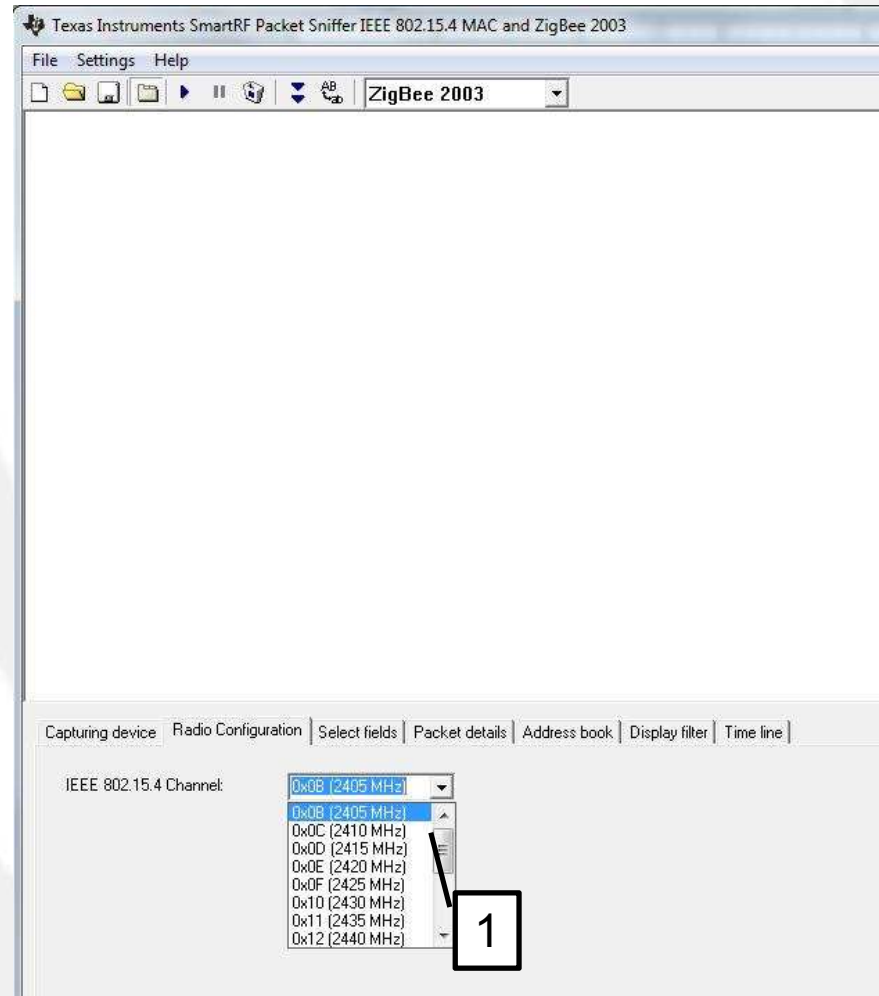 Texas Instruments SmartRF Packet Sniffer IEEE 802.15.4 MAC and ZigBee 2003
File Settings Help
ZigBee 2003
Capturing device Radio Configuration Select fields Packet details Address book Display filter Time line
IEEE 802.15.4 Channel: 0x0B (2405 MHz)
0x0B (2405 MHz)
0x0C (2410 MHz)
0x0D (2415 MHz)
0x0E (2420 MHz)
0x0F (2425 MHz)
0x10 (2430 MHz)
0x11 (2435 MHz)
0x12 (2440 MHz)
1